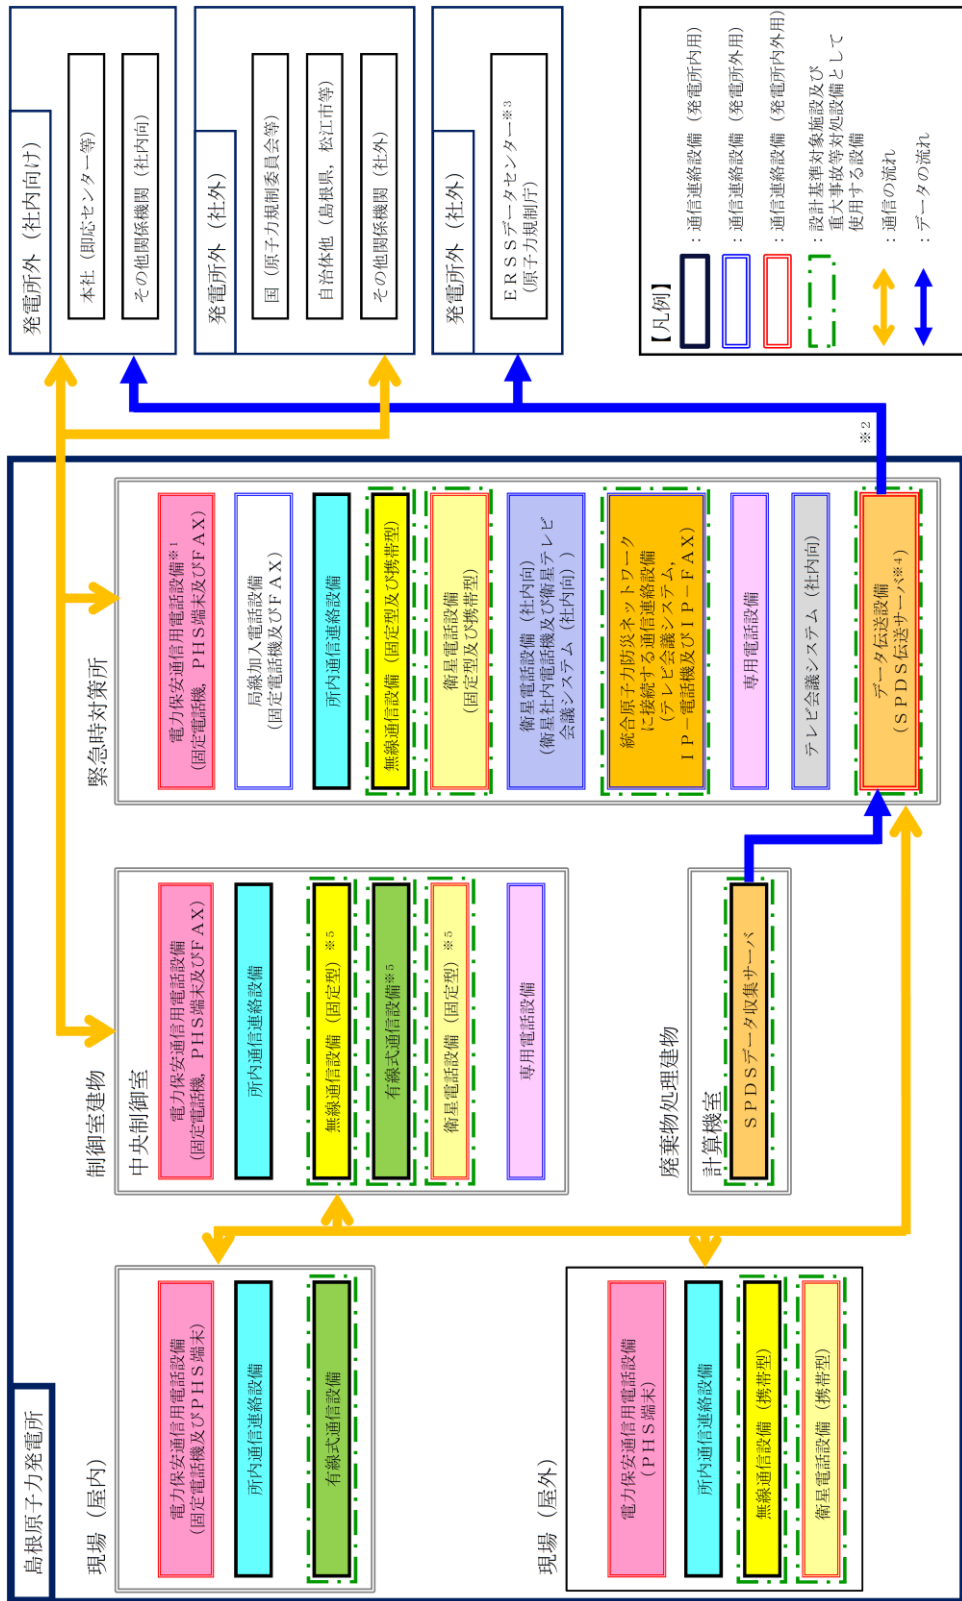 島根原子力発電所
現場（屋内）
電力保安通信用電話設備
（固定電話機及びＰＨＳ端末）
所内通信連絡設備
有線式通信設備
現場（屋外）
電力保安通信用電話設備
（ＰＨＳ端末）
所内通信連絡設備
無線通信設備（携帯型）
衛星電話設備（携帯型）
制御室建物
中央制御室
電力保安通信用電話設備
（固定電話機，ＰＨＳ端末及びＦＡＸ）
所内通信連絡設備
無線通信設備（固定型）※5
有線式通信設備※5
衛星電話設備（固定型）※5
専用電話設備
廃棄物処理建物
計算機室
ＳＰＤＳデータ収集サーバ
緊急時対策所
電力保安通信用電話設備※1
（固定電話機，ＰＨＳ端末及びＦＡＸ）
局線加入電話設備
（固定電話機及びＦＡＸ）
所内通信連絡設備
無線通信設備（固定型及び携帯型）
衛星電話設備
（固定型及び携帯型）
衛星電話設備（社内向）
（衛星社内電話機及び衛星テレビ
会議システム（社内向））
統合原子力防災ネットワーク
に接続する通信連絡設備
（テレビ会議システム，
ＩＰ－電話機及びＩＰ－ＦＡＸ）
専用電話設備
テレビ会議システム（社内向）
データ伝送設備
（ＳＰＤＳ伝送サーバ※4）
※2
発電所外（社内向け）
本社（即応センター等）
その他関係機関（社内向）
発電所外（社外）
国（原子力規制委員会等）
自治体他（島根県，松江市等）
その他関係機関（社外）
発電所外（社外）
ＥＲＳＳデータセンター※3
（原子力規制庁）
【凡例】
：通信連絡設備（発電所内用）
：通信連絡設備（発電所外用）
：通信連絡設備（発電所内外用）
：設計基準対象施設及び
重大事故等対処設備として
使用する設備
：通信の流れ
：データの流れ